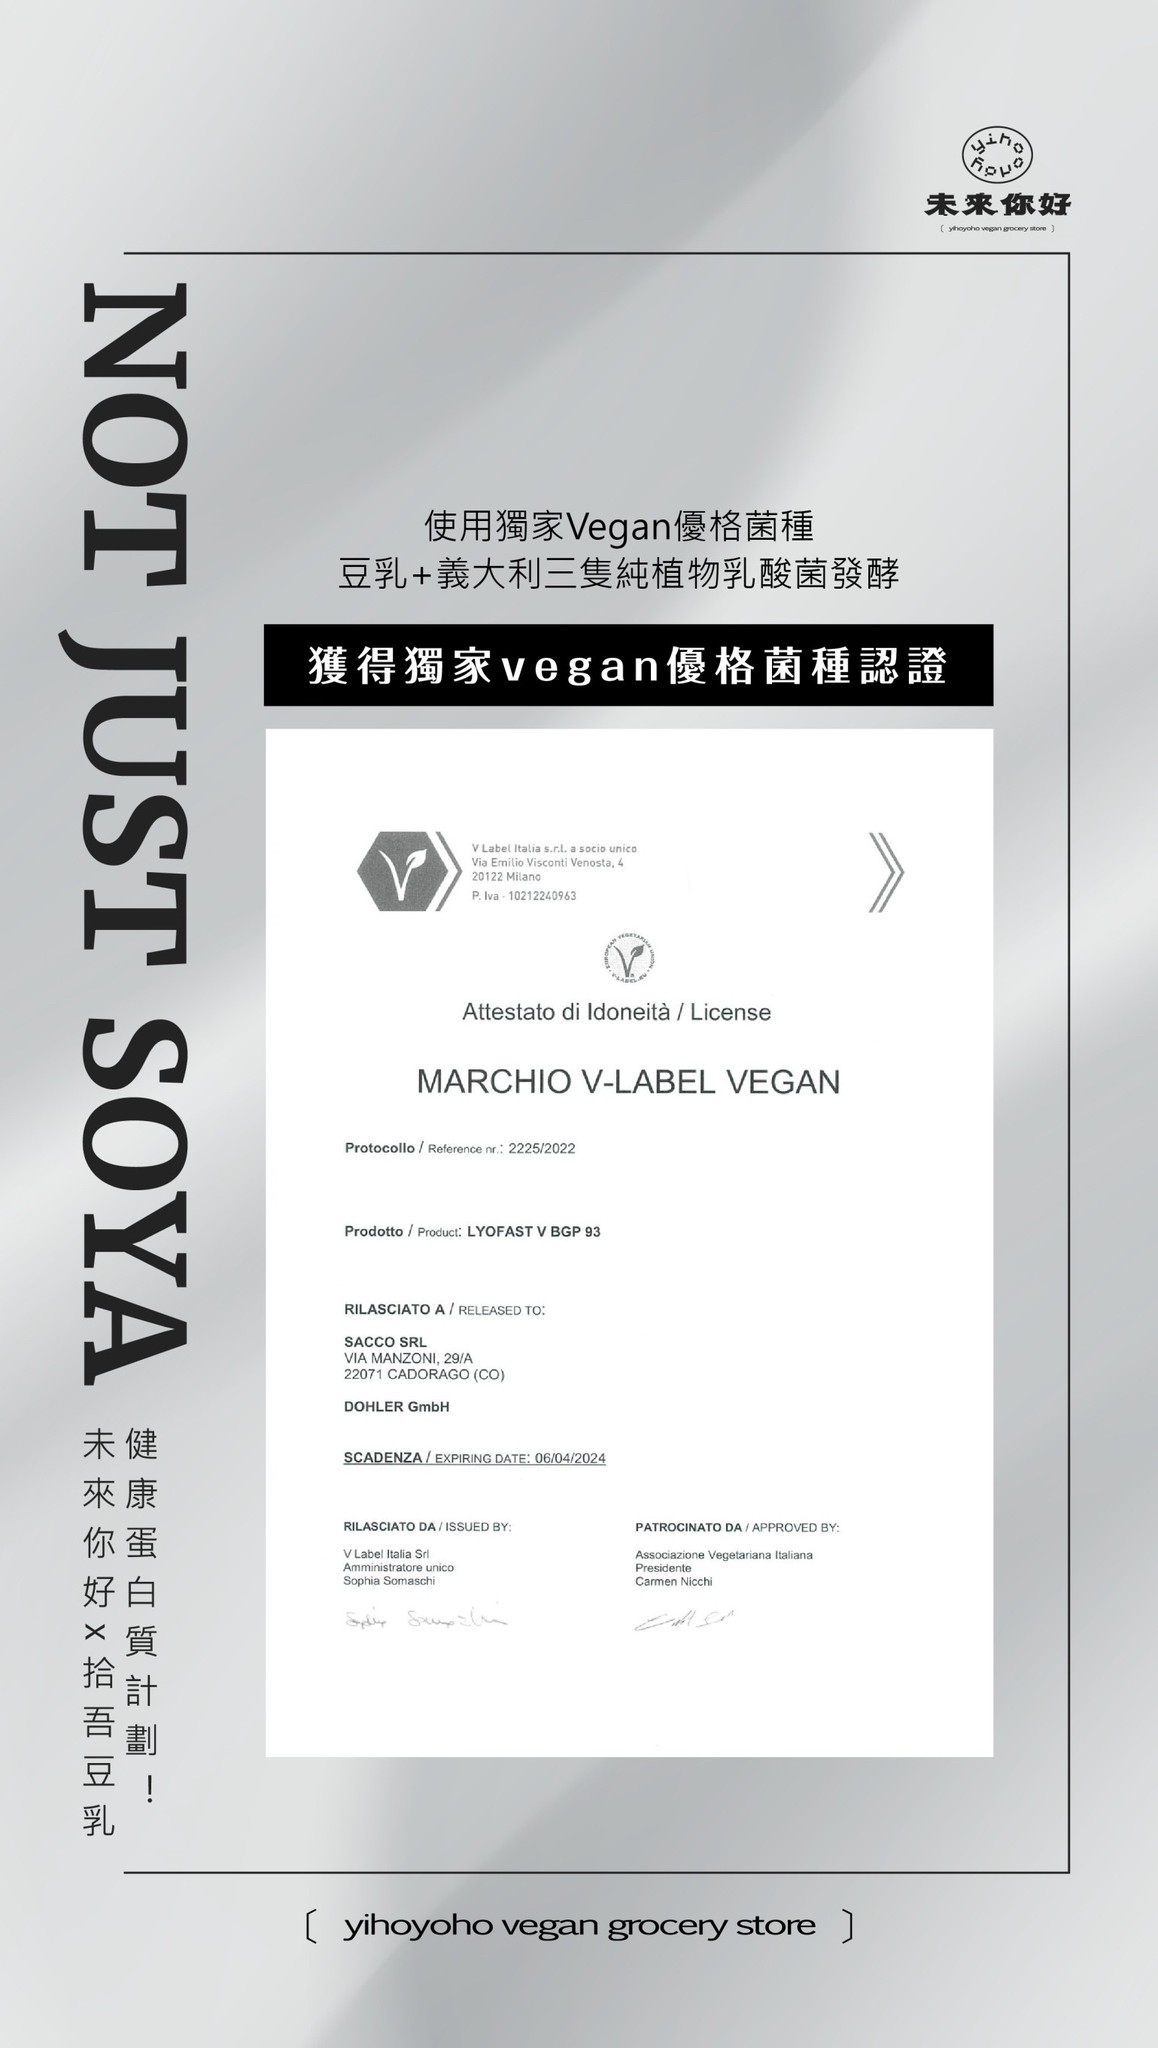 yiho
yoho
未來你好
〔 yihoyoho vegan grocery store 〕
NOT JUST SOYA
健康蛋白質計劃！
未來你好x拾吾豆乳
使用獨家Vegan優格菌種
豆乳+義大利三隻純植物乳酸菌發酵
獲得獨家vegan優格菌種認證
V Label Italia s.r.l. a socio unico
Via Emilio Visconti Venosta, 4
20122 Milano
P. Iva - 10212240963
EUROPEAN VEGETARIAN UNION
V-LABEL.EU
Attestato di Idoneità / License
MARCHIO V-LABEL VEGAN
Protocollo / Reference nr.: 2225/2022
Prodotto / Product: LYOFAST V BGP 93
RILASCIATO A / RELEASED TO:
SACCO SRL
VIA MANZONI, 29/A
22071 CADORAGO (CO)
DOHLER GmbH
SCADENZA / EXPIRING DATE: 06/04/2024
RILASCIATO DA / ISSUED BY:
V Label Italia Srl
Amministratore unico
Sophia Somaschi
PATROCINATO DA / APPROVED BY:
Associazione Vegetariana Italiana
Presidente
Carmen Nicchi
〔 yihoyoho vegan grocery store 〕